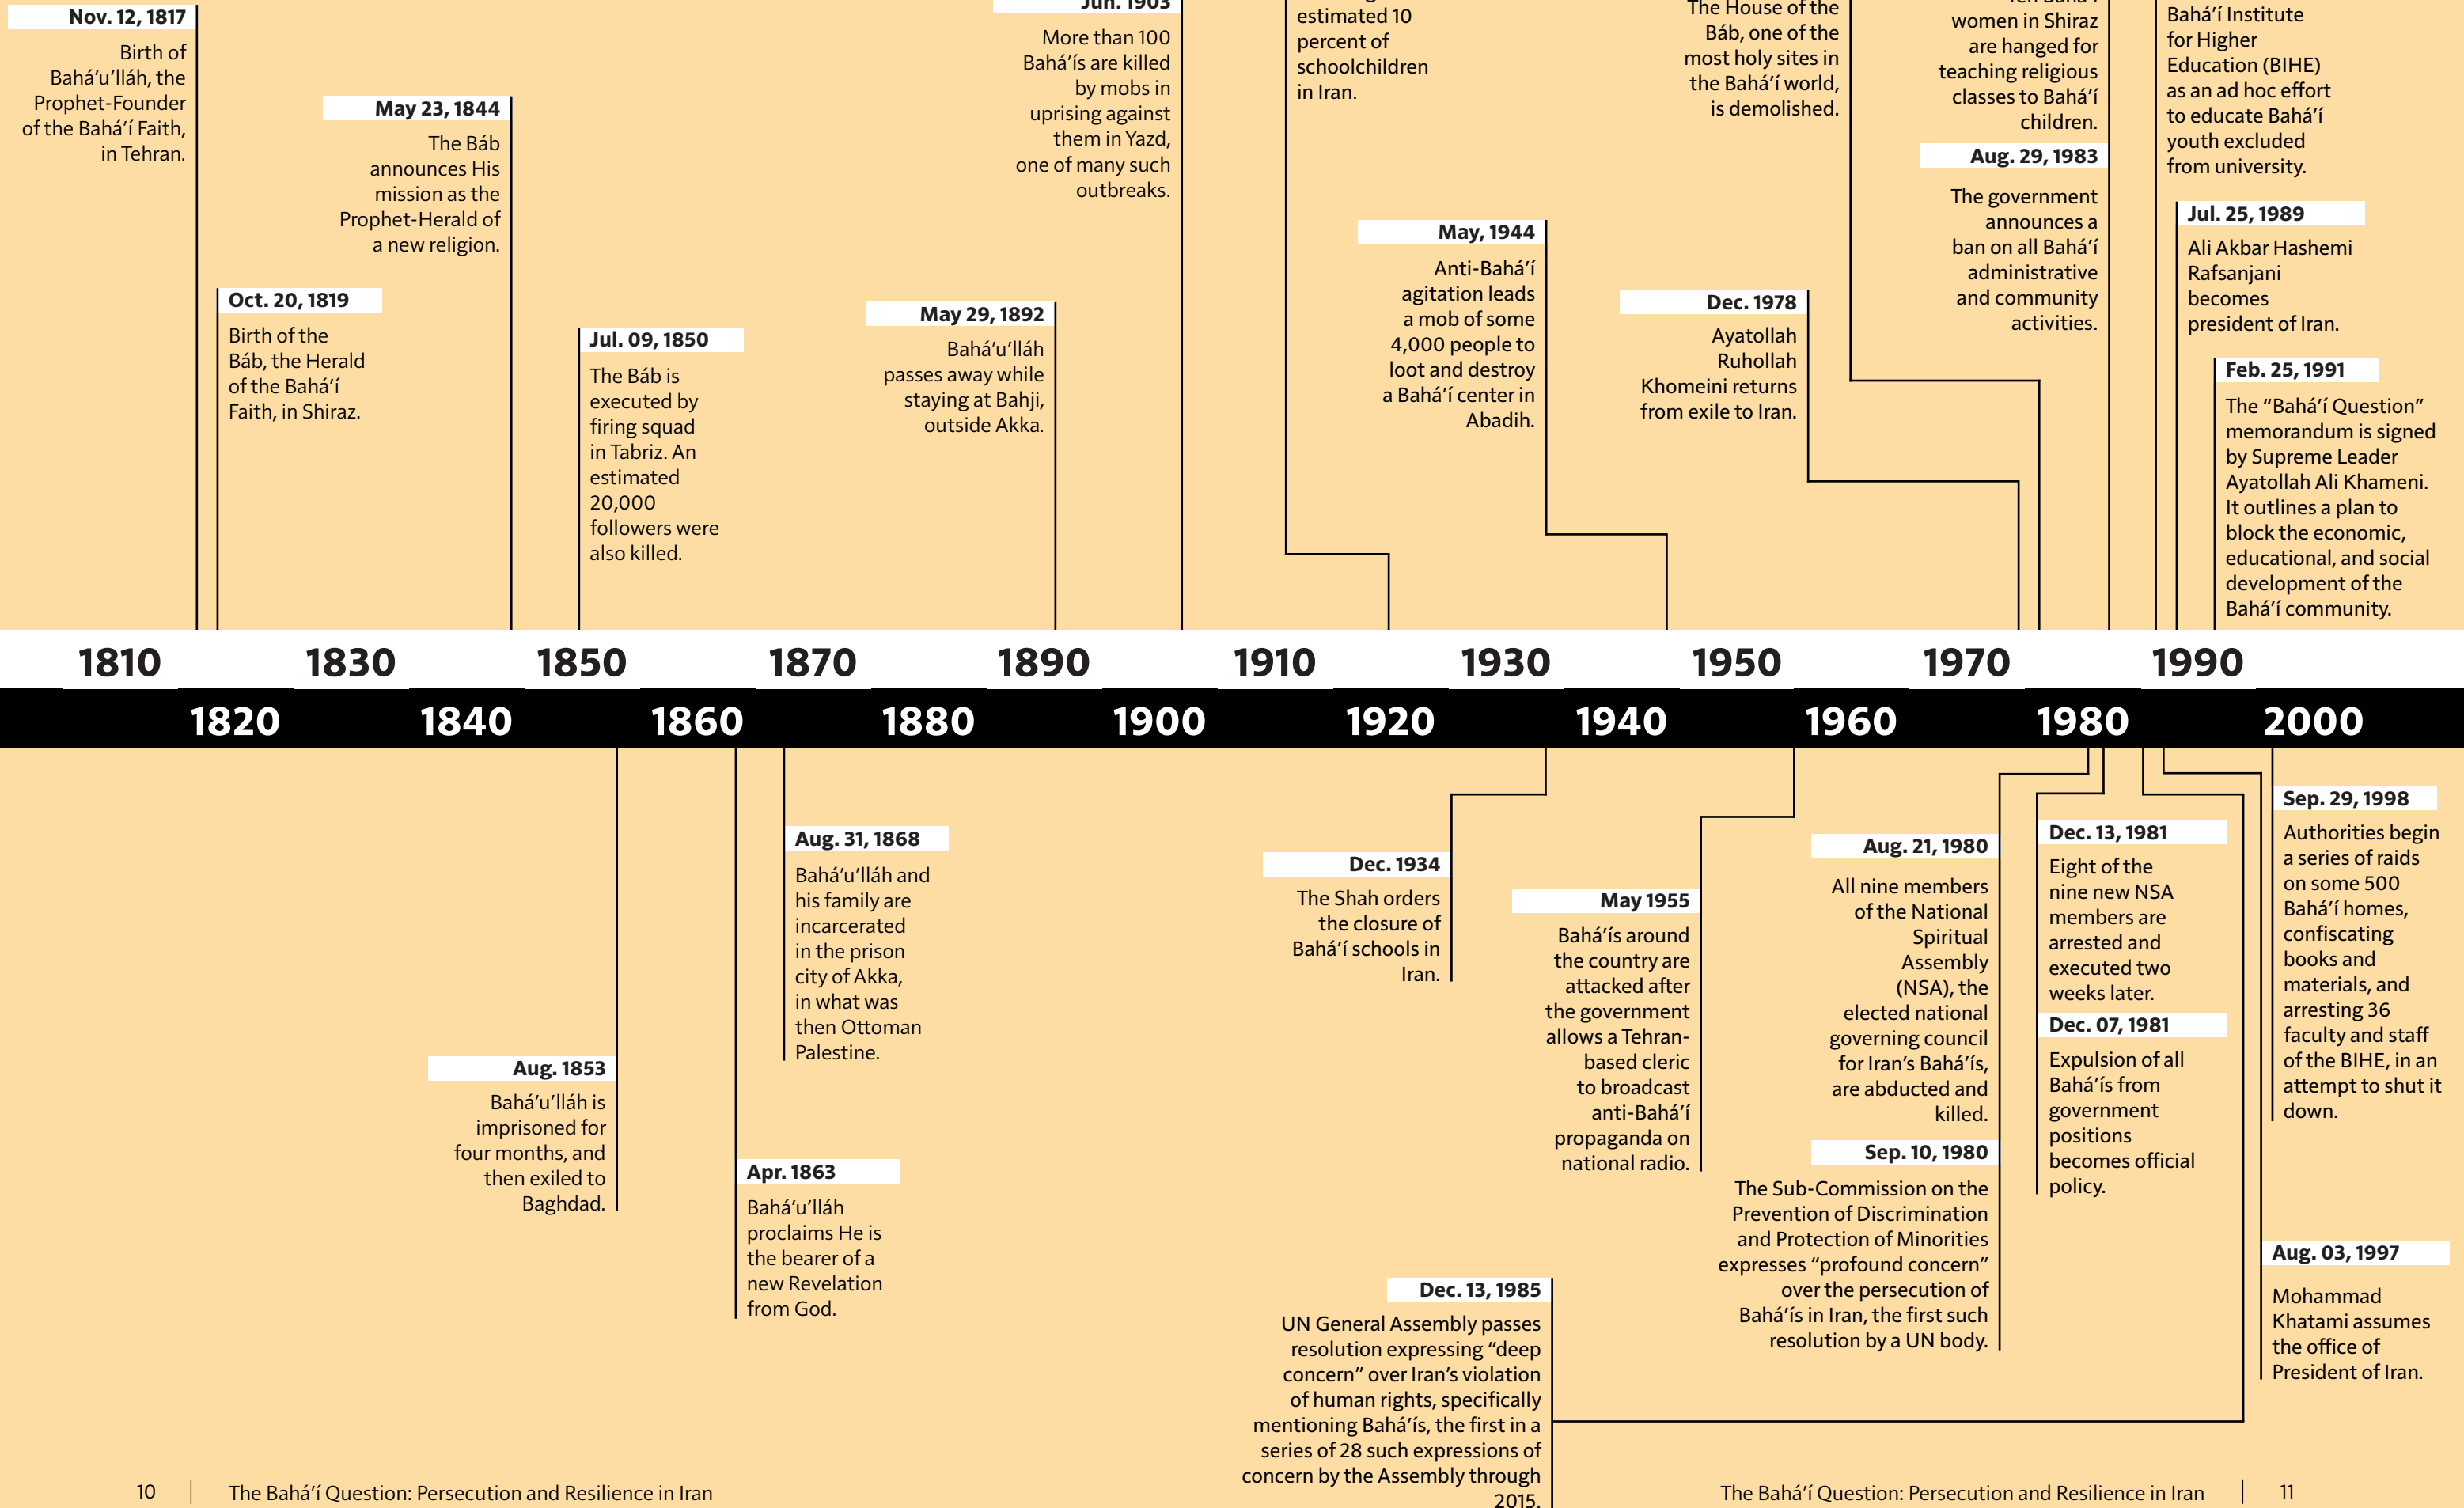 Nov. 12, 1817
Birth of
Bahá’u’lláh, the
Prophet-Founder
of the Bahá’í Faith,
in Tehran.
Oct. 20, 1819
Birth of the
Báb, the Herald
of the Bahá’í
Faith, in Shiraz.
May 23, 1844
The Báb
announces His
mission as the
Prophet-Herald of
a new religion.
Jul. 09, 1850
The Báb is
executed by
firing squad
in Tabriz. An
estimated
20,000
followers were
also killed.
May 29, 1892
Bahá’u’lláh
passes away while
staying at Bahji,
outside Akka.
Jun. 1903
More than 100
Bahá’ís are killed
by mobs in
uprising against
them in Yazd,
one of many such
outbreaks.
estimated 10
percent of
schoolchildren
in Iran.
May, 1944
Anti-Bahá’í
agitation leads
a mob of some
4,000 people to
loot and destroy
a Bahá’í center in
Abadih.
The House of the
Báb, one of the
most holy sites in
the Bahá’í world,
is demolished.
Dec. 1978
Ayatollah
Ruhollah
Khomeini returns
from exile to Iran.
women in Shiraz
are hanged for
teaching religious
classes to Bahá’í
children.
Aug. 29, 1983
The government
announces a
ban on all Bahá’í
administrative
and community
activities.
Bahá’í Institute
for Higher
Education (BIHE)
as an ad hoc effort
to educate Bahá’í
youth excluded
from university.
Jul. 25, 1989
Ali Akbar Hashemi
Rafsanjani
becomes
president of Iran.
Feb. 25, 1991
The “Bahá’í Question”
memorandum is signed
by Supreme Leader
Ayatollah Ali Khameni.
It outlines a plan to
block the economic,
educational, and social
development of the
Bahá’í community.
1810 1830 1850 1870 1890 1910 1930 1950 1970 1990
1820 1840 1860 1880 1900 1920 1940 1960 1980 2000
Aug. 1853
Bahá’u’lláh is
imprisoned for
four months, and
then exiled to
Baghdad.
Apr. 1863
Bahá’u’lláh
proclaims He is
the bearer of a
new Revelation
from God.
Aug. 31, 1868
Bahá’u’lláh and
his family are
incarcerated
in the prison
city of Akka,
in what was
then Ottoman
Palestine.
Dec. 1934
The Shah orders
the closure of
Bahá’í schools in
Iran.
May 1955
Bahá’ís around
the country are
attacked after
the government
allows a Tehran-
based cleric
to broadcast
anti-Bahá’í
propaganda on
national radio.
Aug. 21, 1980
All nine members
of the National
Spiritual
Assembly
(NSA), the
elected national
governing council
for Iran’s Bahá’ís,
are abducted and
killed.
Sep. 10, 1980
The Sub-Commission on the
Prevention of Discrimination
and Protection of Minorities
expresses “profound concern”
over the persecution of
Bahá’ís in Iran, the first such
resolution by a UN body.
Dec. 13, 1981
Eight of the
nine new NSA
members are
arrested and
executed two
weeks later.
Dec. 07, 1981
Expulsion of all
Bahá’ís from
government
positions
becomes official
policy.
Dec. 13, 1985
UN General Assembly passes
resolution expressing “deep
concern” over Iran’s violation
of human rights, specifically
mentioning Bahá’ís, the first in a
series of 28 such expressions of
concern by the Assembly through
2015.
Sep. 29, 1998
Authorities begin
a series of raids
on some 500
Bahá’í homes,
confiscating
books and
materials, and
arresting 36
faculty and staff
of the BIHE, in an
attempt to shut it
down.
Aug. 03, 1997
Mohammad
Khatami assumes
the office of
President of Iran.
10 | The Bahá’í Question: Persecution and Resilience in Iran
The Bahá’í Question: Persecution and Resilience in Iran | 11